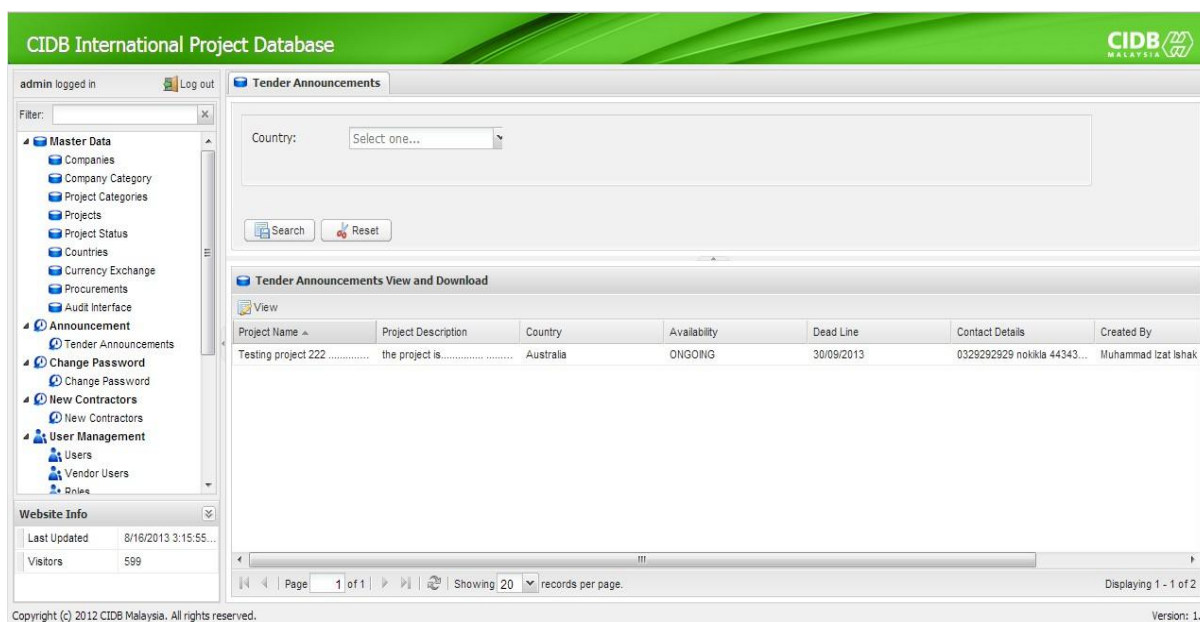 CIDB International Project Database
CIDB
MALAYSIA
admin logged in Log out
Filter:
Master Data
Companies
Company Category
Project Categories
Projects
Project Status
Countries
Currency Exchange
Procurements
Audit Interface
Announcement
Tender Announcements
Change Password
Change Password
New Contractors
New Contractors
User Management
Users
Vendor Users
Roles
Website Info
Last Updated 8/16/2013 3:15:55...
Visitors 599
Tender Announcements
Country: Select one...
Search Reset
Tender Announcements View and Download
View
Project Name Project Description Country Availability Dead Line Contact Details Created By
Testing project 222 .............. the project is............... ......... Australia ONGOING 30/09/2013 0329292929 nokikla 44343... Muhammad Izat Ishak
Page 1 of 1 Showing 20 records per page. Displaying 1 - 1 of 2
Copyright (c) 2012 CIDB Malaysia. All rights reserved. Version: 1.